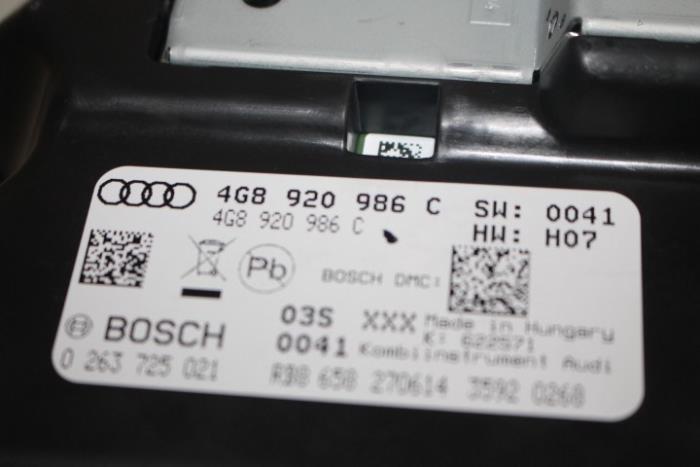 4G8 920 986 C SW: 0041
4G8 920 986 C HW: H07
Pb BOSCH DMC:
BOSCH 03S XXX Made in Hungary
K: 622571
0041 Kombiinstrument Audi
0 263 725 021 658 270614 3592 0268